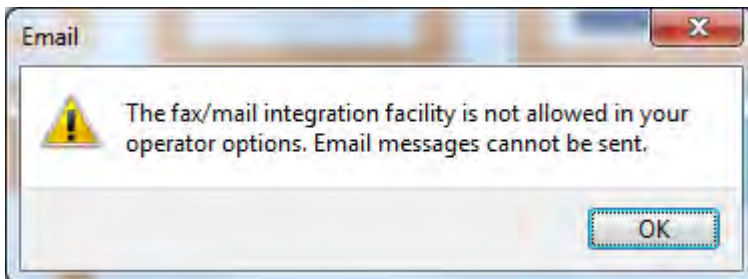 Email
The fax/mail integration facility is not allowed in your
operator options. Email messages cannot be sent.
OK